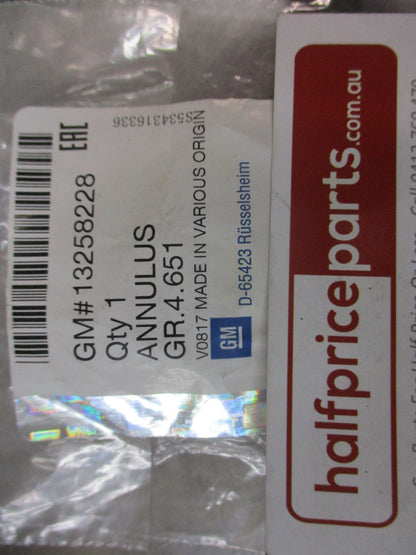 EAC
GM# 13258228
Qty 1
ANNULUS
GR.4.651
V0817 MADE IN VARIOUS ORIGIN
GM
D-65423 Rüsselsheim
SS534316336
halfpriceparts.com.au